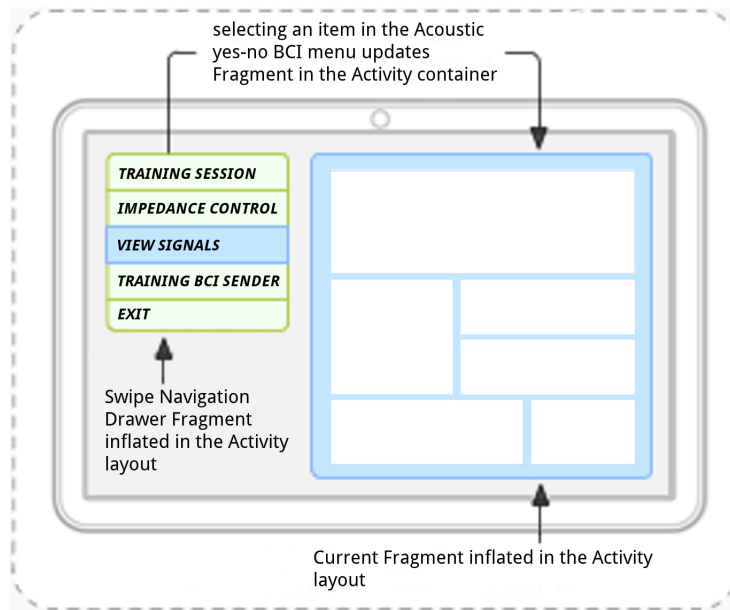 selecting an item in the Acoustic
yes-no BCI menu updates
Fragment in the Activity container
TRAINING SESSION
IMPEDANCE CONTROL
VIEW SIGNALS
TRAINING BCI SENDER
EXIT
Swipe Navigation
Drawer Fragment
inflated in the Activity
layout
Current Fragment inflated in the Activity
layout